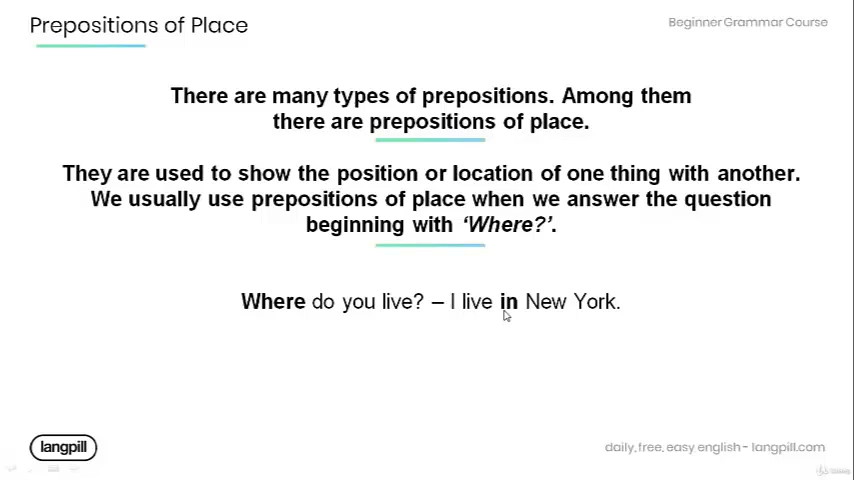 Prepositions of Place
Beginner Grammar Course
There are many types of prepositions. Among them
there are prepositions of place.
They are used to show the position or location of one thing with another.
We usually use prepositions of place when we answer the question
beginning with ‘Where?’.
Where do you live? – I live in New York.
langpill
daily, free, easy english - langpill.com